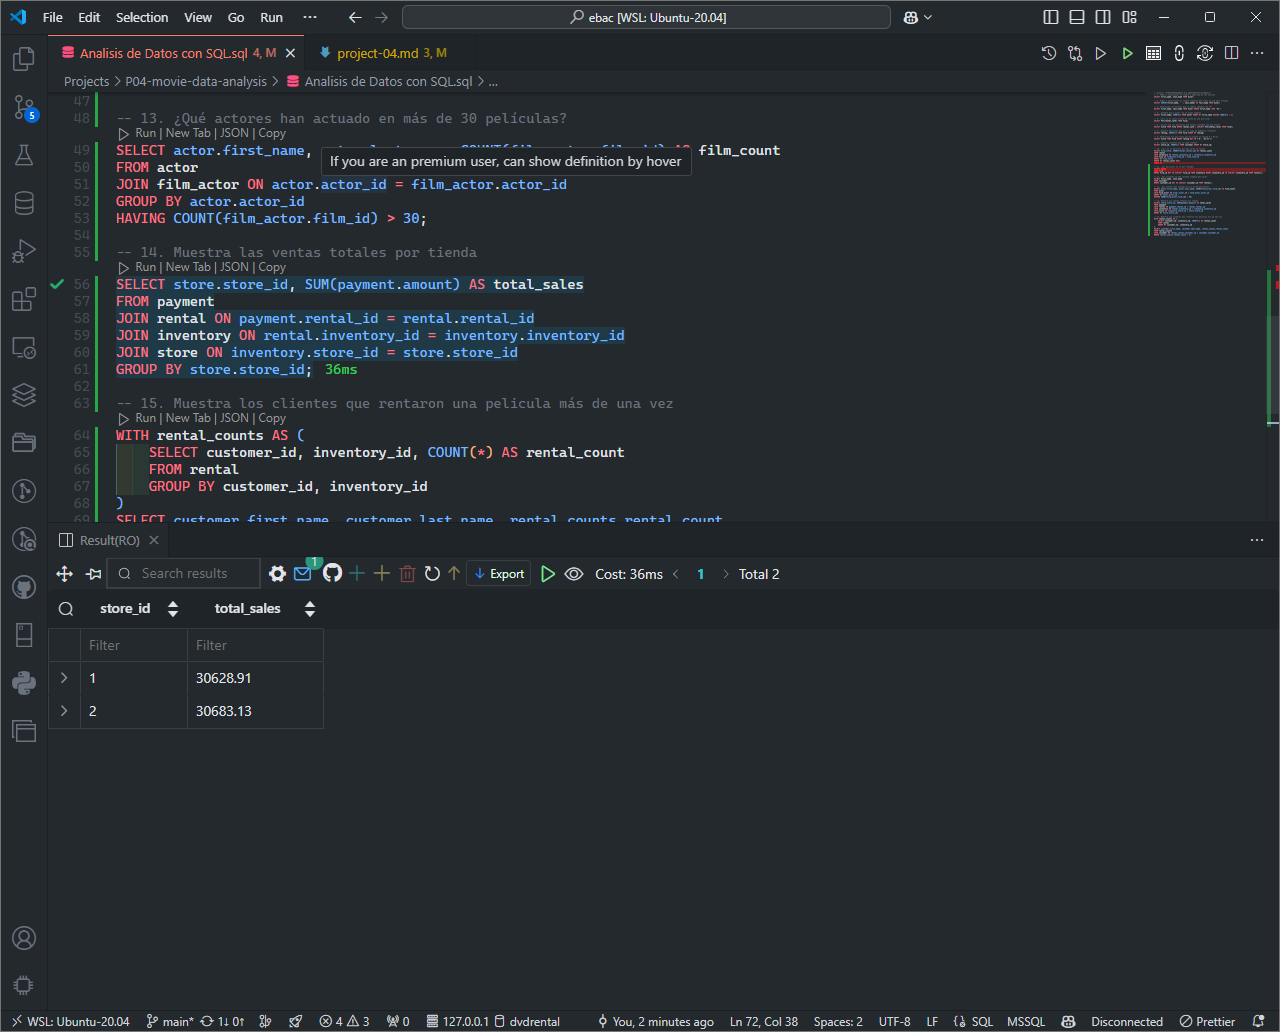 File Edit Selection View Go Run ··· ebac [WSL: Ubuntu-20.04]
Analisis de Datos con SQL.sql 4, M
project-04.md 3, M
Projects > P04-movie-data-analysis > Analisis de Datos con SQL.sql > ...
47
48 -- 13. ¿Qué actores han actuado en más de 30 películas?
Run | New Tab | JSON | Copy
49 SELECT actor.first_name, AS film_count
If you are an premium user, can show definition by hover
50 FROM actor
51 JOIN film_actor ON actor.actor_id = film_actor.actor_id
52 GROUP BY actor.actor_id
53 HAVING COUNT(film_actor.film_id) > 30;
54
55 -- 14. Muestra las ventas totales por tienda
Run | New Tab | JSON | Copy
56 SELECT store.store_id, SUM(payment.amount) AS total_sales
57 FROM payment
58 JOIN rental ON payment.rental_id = rental.rental_id
59 JOIN inventory ON rental.inventory_id = inventory.inventory_id
60 JOIN store ON inventory.store_id = store.store_id
61 GROUP BY store.store_id; 36ms
62
63 -- 15. Muestra los clientes que rentaron una pelicula más de una vez
Run | New Tab | JSON | Copy
64 WITH rental_counts AS (
65 SELECT customer_id, inventory_id, COUNT(*) AS rental_count
66 FROM rental
67 GROUP BY customer_id, inventory_id
68 )
69 SELECT customer.first_name, customer.last_name, rental_counts.rental_count
5
Result(RO)
Search results 1 Export Cost: 36ms < 1 > Total 2
store_id total_sales
Filter Filter
1 30628.91
2 30683.13
WSL: Ubuntu-20.04 main* 1↓ 0↑ 4 3 0 127.0.0.1 dvdrental You, 2 minutes ago Ln 72, Col 38 Spaces: 2 UTF-8 LF SQL MSSQL Disconnected Prettier